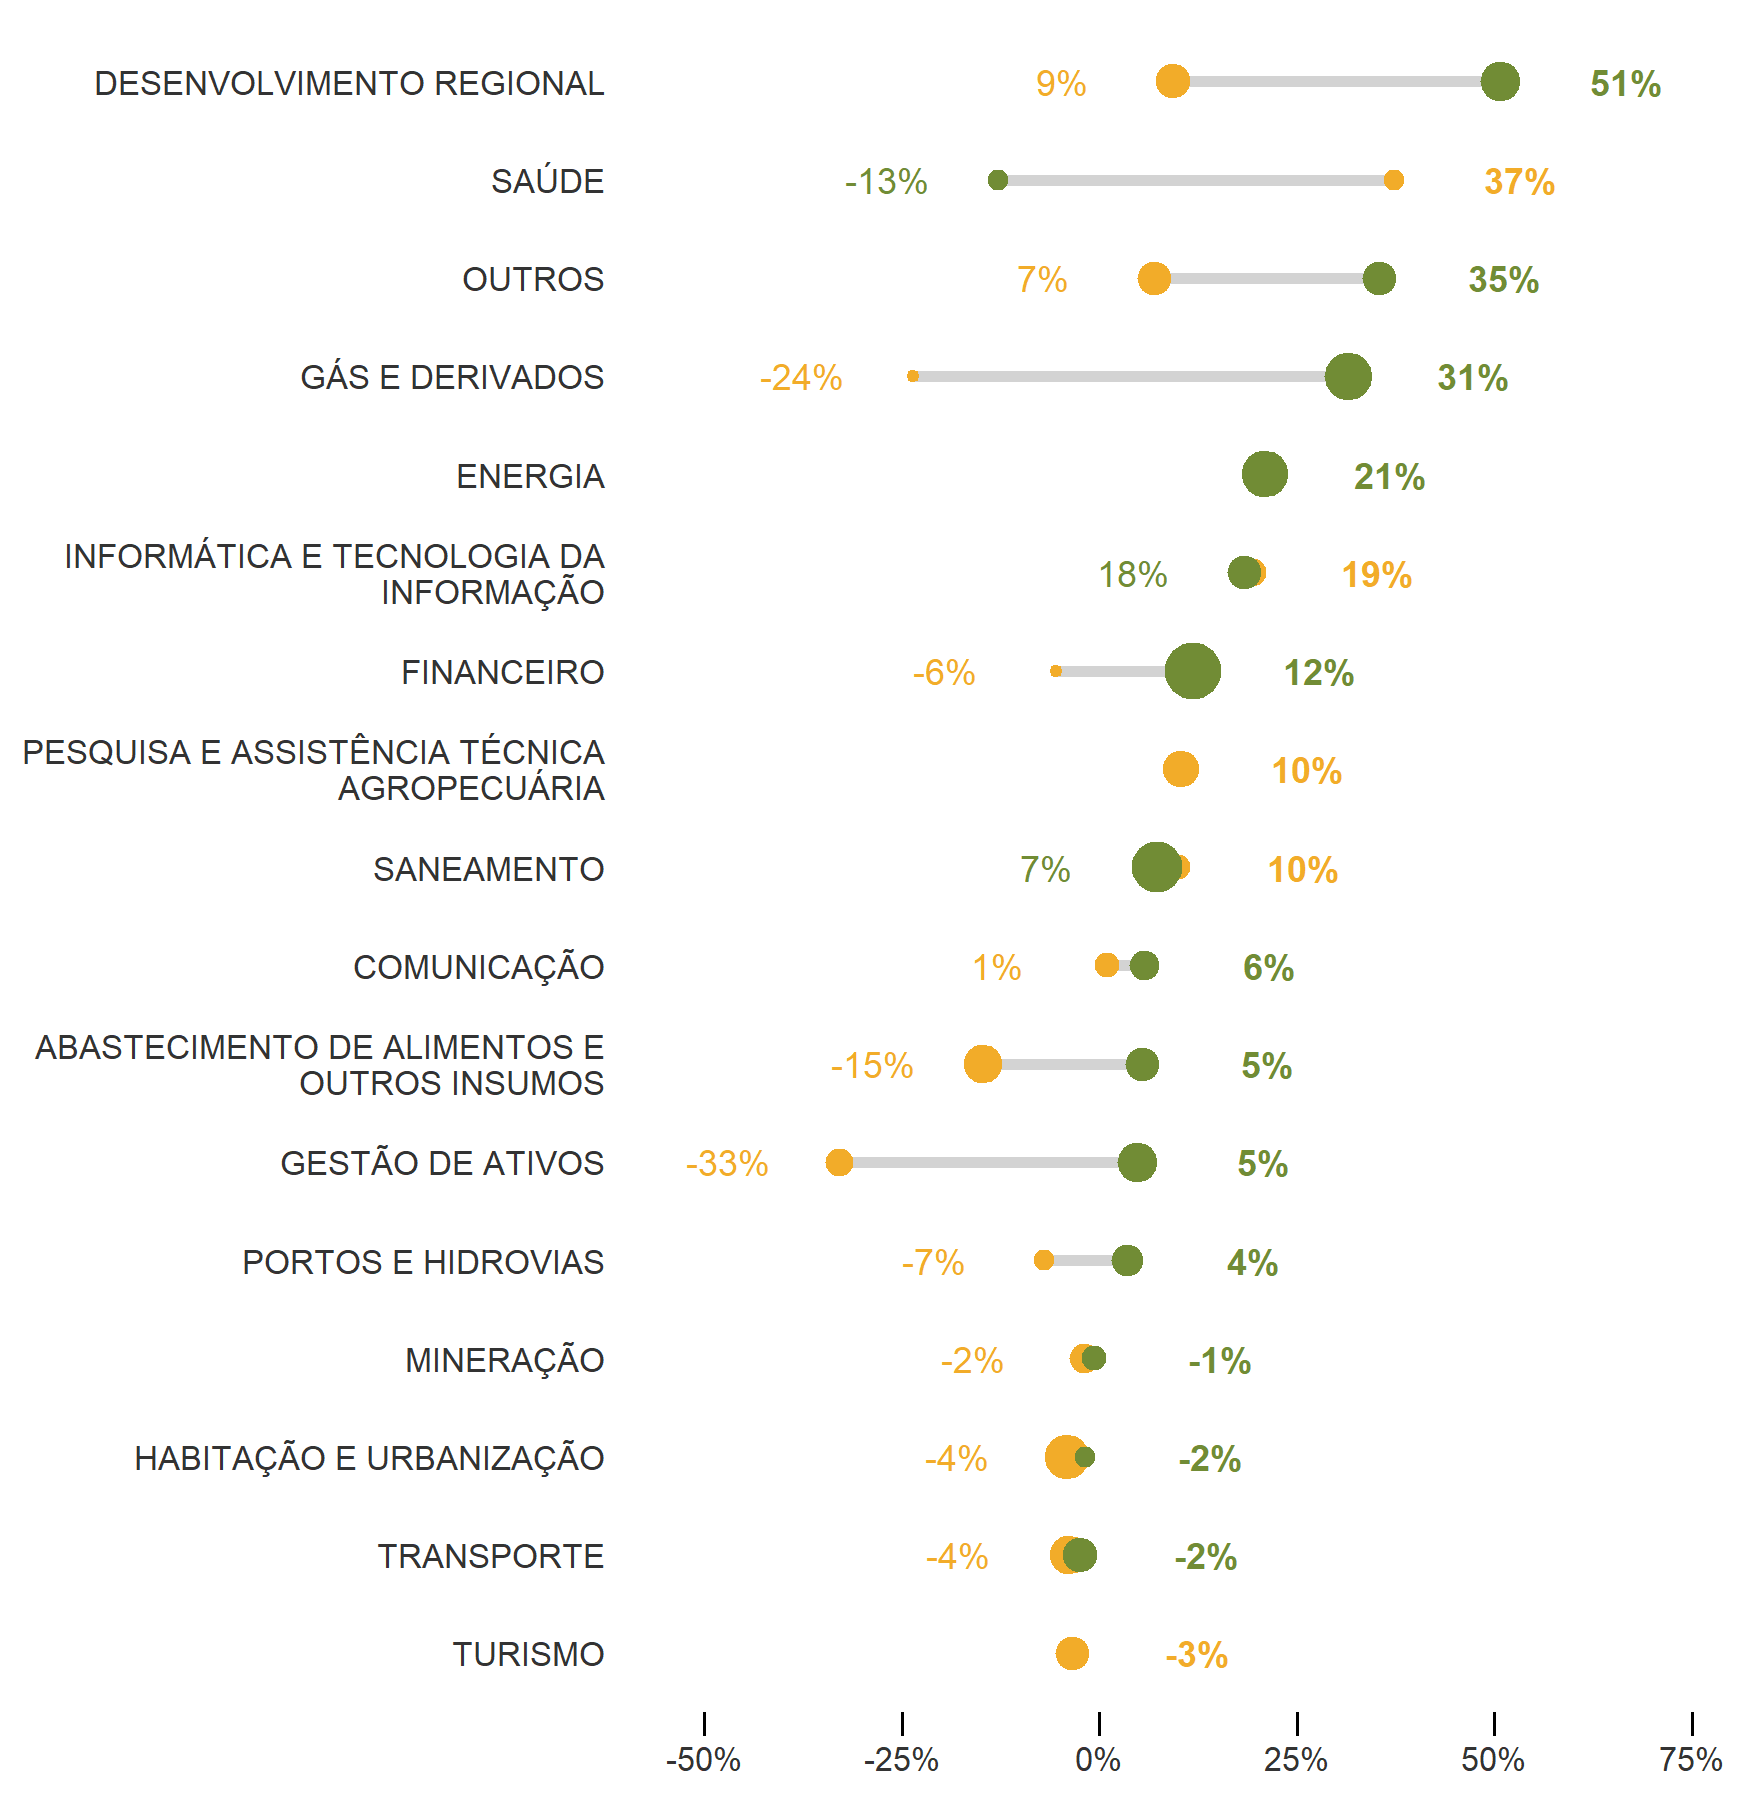 DESENVOLVIMENTO REGIONAL 9% 51%
SAÚDE -13% 37%
OUTROS 7% 35%
GÁS E DERIVADOS -24% 31%
ENERGIA 21%
INFORMÁTICA E TECNOLOGIA DA
INFORMAÇÃO 18% 19%
FINANCEIRO -6% 12%
PESQUISA E ASSISTÊNCIA TÉCNICA
AGROPECUÁRIA 10%
SANEAMENTO 7% 10%
COMUNICAÇÃO 1% 6%
ABASTECIMENTO DE ALIMENTOS E
OUTROS INSUMOS -15% 5%
GESTÃO DE ATIVOS -33% 5%
PORTOS E HIDROVIAS -7% 4%
MINERAÇÃO -2% -1%
HABITAÇÃO E URBANIZAÇÃO -4% -2%
TRANSPORTE -4% -2%
TURISMO -3%
-50% -25% 0% 25% 50% 75%